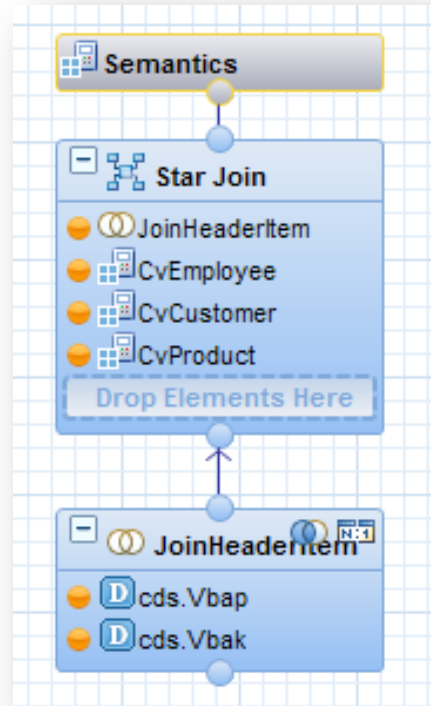 Semantics
Star Join
JoinHeaderItem
CvEmployee
CvCustomer
CvProduct
Drop Elements Here
JoinHeaderItem
N:1
D cds.Vbap
D cds.Vbak